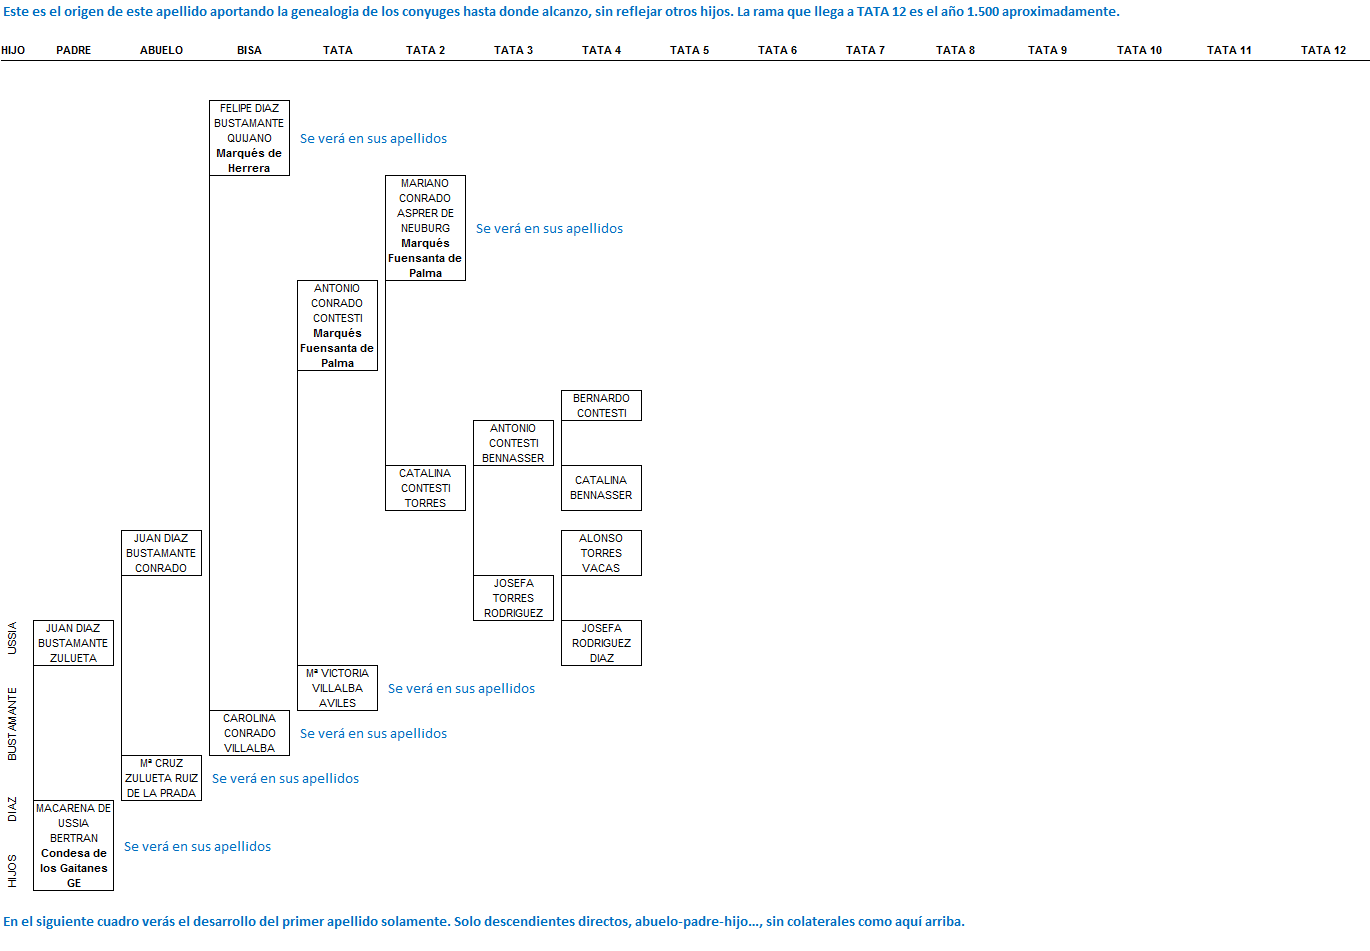 Este es el origen de este apellido aportando la genealogia de los conyuges hasta donde alcanzo, sin reflejar otros hijos. La rama que llega a TATA 12 es el año 1.500 aproximadamente.
HIJO PADRE ABUELO BISA TATA TATA 2 TATA 3 TATA 4 TATA 5 TATA 6 TATA 7 TATA 8 TATA 9 TATA 10 TATA 11 TATA 12
FELIPE DIAZ
BUSTAMANTE
QUIJANO
Marqués de
Herrera
Se verá en sus apellidos
MARIANO
CONRADO
ASPRER DE
NEUBURG
Marqués
Fuensanta de
Palma
Se verá en sus apellidos
ANTONIO
CONRADO
CONTESTI
Marqués
Fuensanta de
Palma
BERNARDO
CONTESTI
ANTONIO
CONTESTI
BENNASSER
CATALINA
CONTESTI
TORRES
CATALINA
BENNASSER
JUAN DIAZ
BUSTAMANTE
CONRADO
ALONSO
TORRES
VACAS
JOSEFA
TORRES
RODRIGUEZ
JUAN DIAZ
BUSTAMANTE
ZULUETA
JOSEFA
RODRIGUEZ
DIAZ
Mª VICTORIA
VILLALBA
AVILES
Se verá en sus apellidos
CAROLINA
CONRADO
VILLALBA
Se verá en sus apellidos
Mª CRUZ
ZULUETA RUIZ
DE LA PRADA
Se verá en sus apellidos
MACARENA DE
USSIA
BERTRAN
Condesa de
los Gaitanes
GE
Se verá en sus apellidos
HIJOS DIAZ BUSTAMANTE USSIA
En el siguiente cuadro verás el desarrollo del primer apellido solamente. Solo descendientes directos, abuelo-padre-hijo..., sin colaterales como aquí arriba.